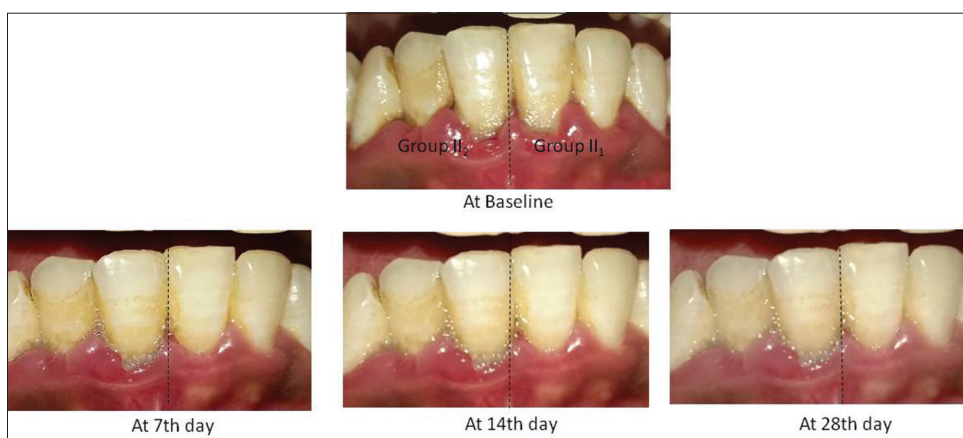 Group II₂
Group II₁
At Baseline
At 7th day
At 14th day
At 28th day